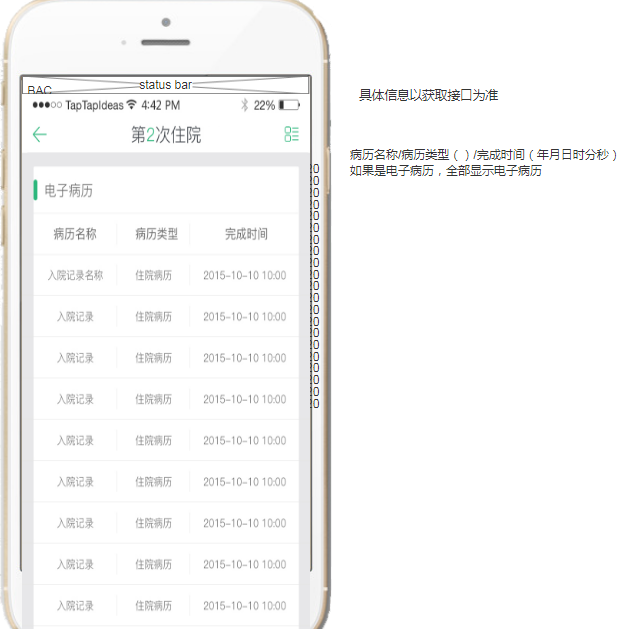 status bar
BAC
TapTapIdeas 4:42 PM 22%
具体信息以获取接口为准
第2次住院
病历名称/病历类型（ ）/完成时间（年月日时分秒）
如果是电子病历，全部显示电子病历
电子病历
病历名称 病历类型 完成时间
入院记录名称 住院病历 2015-10-10 10:00
入院记录 住院病历 2015-10-10 10:00
入院记录 住院病历 2015-10-10 10:00
入院记录 住院病历 2015-10-10 10:00
入院记录 住院病历 2015-10-10 10:00
入院记录 住院病历 2015-10-10 10:00
入院记录 住院病历 2015-10-10 10:00
入院记录 住院病历 2015-10-10 10:00
入院记录 住院病历 2015-10-10 10:00